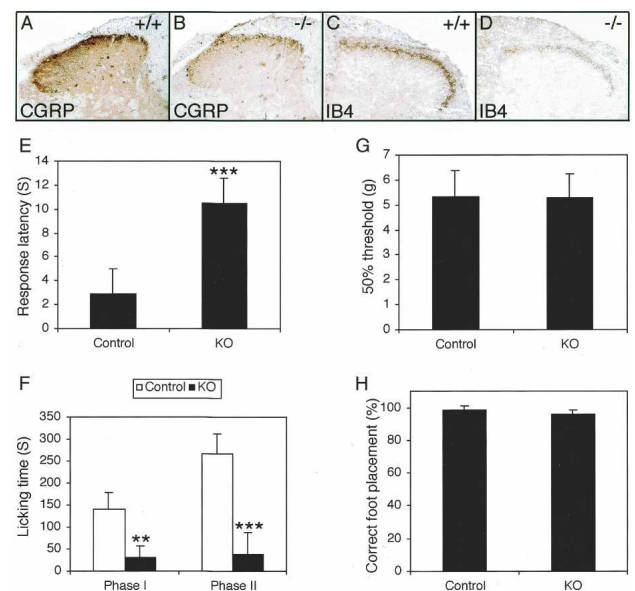 A +/+ B -/- C +/+ D -/-
CGRP CGRP IB4 IB4
E
Response latency (S)
14
12
10
8
6
4
2
0
***
Control KO
G
50% threshold (g)
7
6
5
4
3
2
1
0
Control KO
F
Control KO
Licking time (S)
350
300
250
200
150
100
50
0
**
***
Phase I Phase II
H
Correct foot placement (%)
100
80
60
40
20
0
Control KO